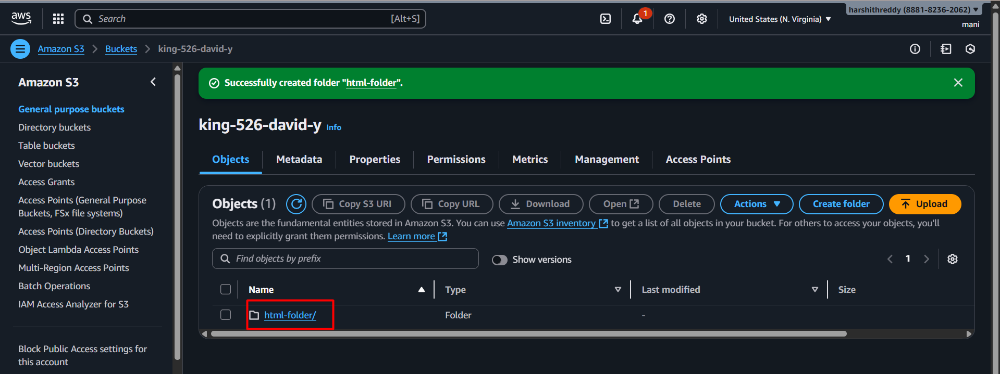 aws
Search [Alt+S]
1
United States (N. Virginia)
harshithreddy (8881-8236-2062)
mani
Amazon S3
Buckets
king-526-david-y
Amazon S3
General purpose buckets
Directory buckets
Table buckets
Vector buckets
Access Grants
Access Points (General Purpose
Buckets, FSx file systems)
Access Points (Directory Buckets)
Object Lambda Access Points
Multi-Region Access Points
Batch Operations
IAM Access Analyzer for S3
Block Public Access settings for
this account
Successfully created folder "html-folder".
king-526-david-y Info
Objects Metadata Properties Permissions Metrics Management Access Points
Objects (1) Copy S3 URI Copy URL Download Open Delete Actions Create folder Upload
Objects are the fundamental entities stored in Amazon S3. You can use Amazon S3 inventory to get a list of all objects in your bucket. For others to access your objects, you'll
need to explicitly grant them permissions. Learn more
Find objects by prefix Show versions 1
Name Type Last modified Size
html-folder/ Folder -